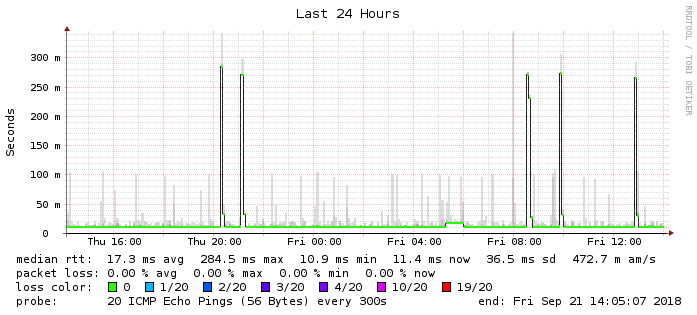 Last 24 Hours
RRDTOOL / TOBI OETIKER
Seconds
300 m
250 m
200 m
150 m
100 m
50 m
0
Thu 16:00 Thu 20:00 Fri 00:00 Fri 04:00 Fri 08:00 Fri 12:00
median rtt: 17.3 ms avg 284.5 ms max 10.9 ms min 11.4 ms now 36.5 ms sd 472.7 m am/s
packet loss: 0.00 % avg 0.00 % max 0.00 % min 0.00 % now
loss color: 0 1/20 2/20 3/20 4/20 10/20 19/20
probe: 20 ICMP Echo Pings (56 Bytes) every 300s end: Fri Sep 21 14:05:07 2018